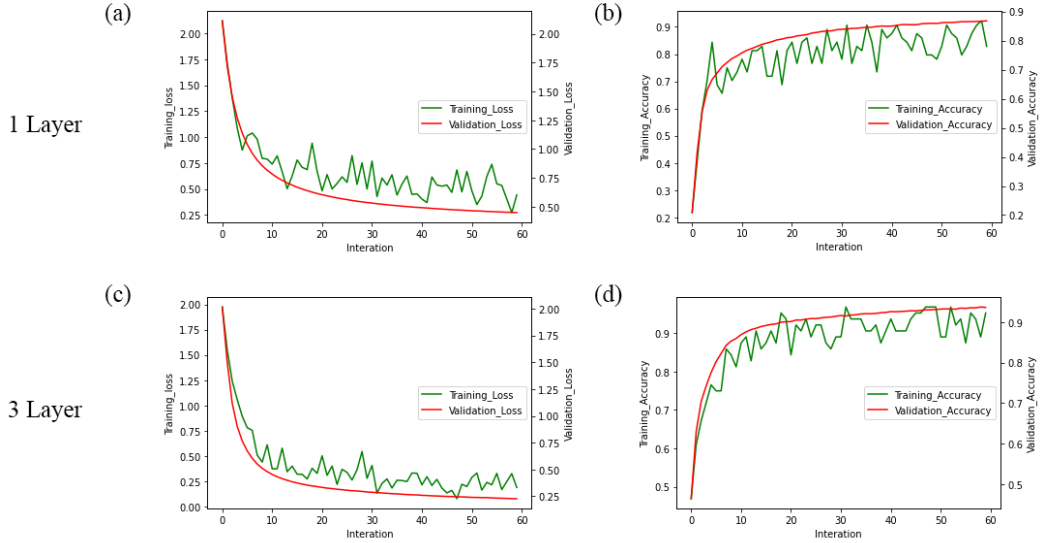 (a)
(b)
1 Layer
2.00
1.75
1.50
1.25
1.00
0.75
0.50
0.25
Training_loss
0 10 20 30 40 50 60
Interation
2.00
1.75
1.50
1.25
1.00
0.75
0.50
Validation_Loss
Training_Loss
Validation_Loss
0.9
0.8
0.7
0.6
0.5
0.4
0.3
0.2
Training_Accuracy
0 10 20 30 40 50 60
Interation
0.9
0.8
0.7
0.6
0.5
0.4
0.3
0.2
Validation_Accuracy
Training_Accuracy
Validation_Accuracy
(c)
(d)
3 Layer
2.00
1.75
1.50
1.25
1.00
0.75
0.50
0.25
0.00
Training_loss
0 10 20 30 40 50 60
Interation
2.00
1.75
1.50
1.25
1.00
0.75
0.50
0.25
Validation_Loss
Training_Loss
Validation_Loss
0.9
0.8
0.7
0.6
0.5
Training_Accuracy
0 10 20 30 40 50 60
Interation
0.9
0.8
0.7
0.6
0.5
Validation_Accuracy
Training_Accuracy
Validation_Accuracy